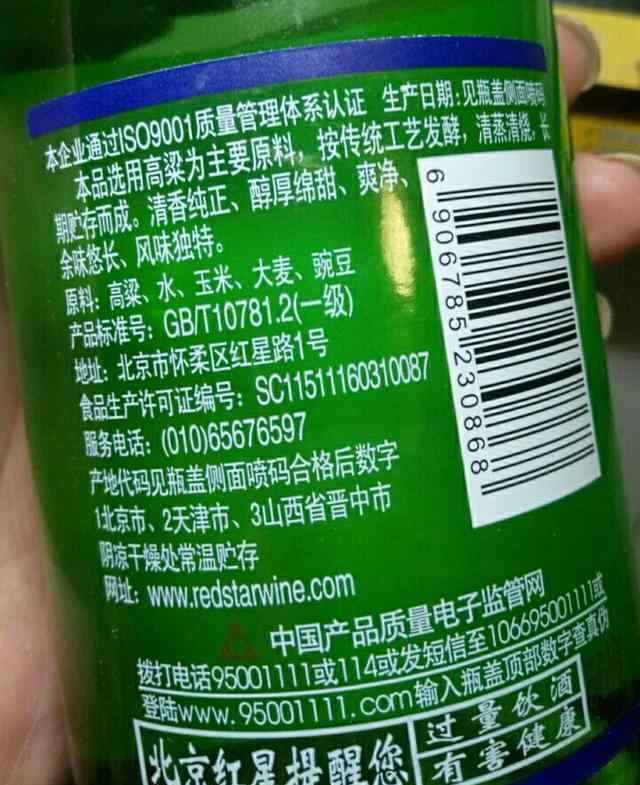 本企业通过ISO9001质量管理体系认证 生产日期:见瓶盖侧面喷码
本品选用高粱为主要原料，按传统工艺发酵，清蒸清烧，长
期贮存而成。清香纯正、醇厚绵甜、爽净、
余味悠长、风味独特。
原料：高粱、水、玉米、大麦、豌豆
产品标准号：GB/T10781.2(一级)
地址：北京市怀柔区红星路1号
食品生产许可证编号：SC11511160310087
服务电话：(010)65676597
产地代码见瓶盖侧面喷码合格后数字
1北京市、2天津市、3山西省晋中市
阴凉干燥处常温贮存
网址：www.redstarwine.com
6 906785 230868
中国产品质量电子监管网
拨打电话95001111或114或发短信至106695001111或
登陆www.95001111.com输入瓶盖顶部数字查真伪
北京红星提醒您
过量饮酒
有害健康